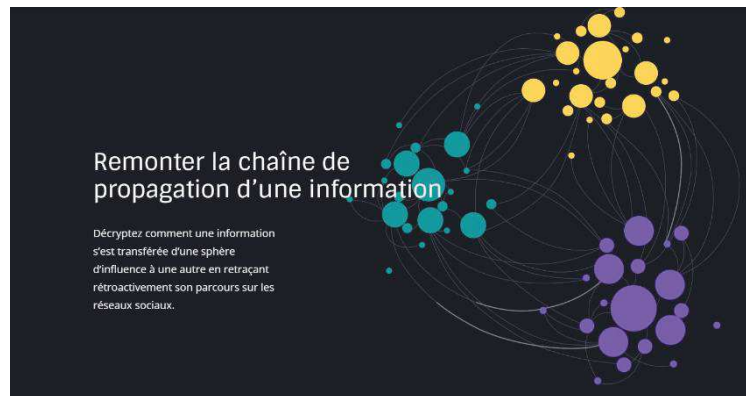 Remonter la chaîne de
propagation d'une information
Décryptez comment une information
s'est transférée d'une sphère
d'influence à une autre en retraçant
rétroactivement son parcours sur les
réseaux sociaux.